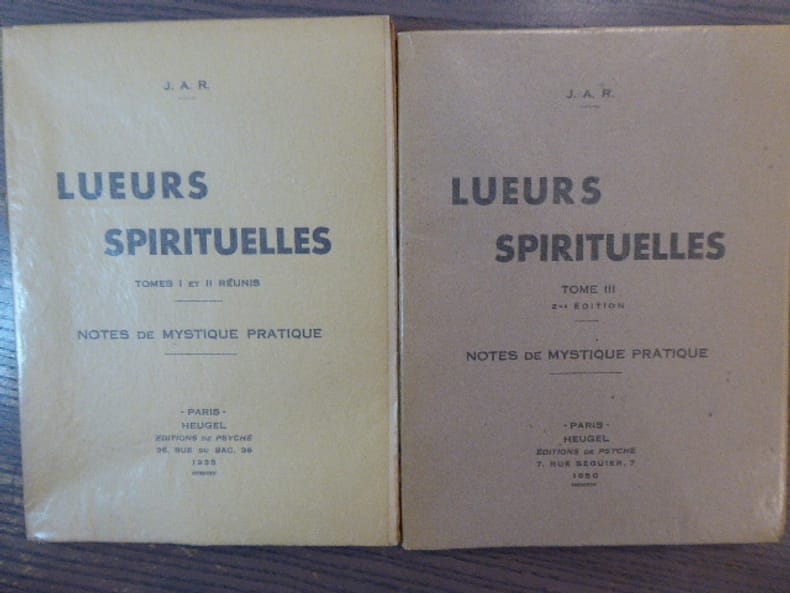 J. A. R.
LUEURS
SPIRITUELLES
TOMES I ET II RÉUNIS
NOTES DE MYSTIQUE PRATIQUE
- PARIS -
HEUGEL
ÉDITIONS DE PSYCHÉ
36, RUE DU BAC, 36
1935
J. A. R.
LUEURS
SPIRITUELLES
TOME III
2me ÉDITION
NOTES DE MYSTIQUE PRATIQUE
- PARIS -
HEUGEL
ÉDITIONS DE PSYCHÉ
7, RUE SÉGUIER, 7
1950